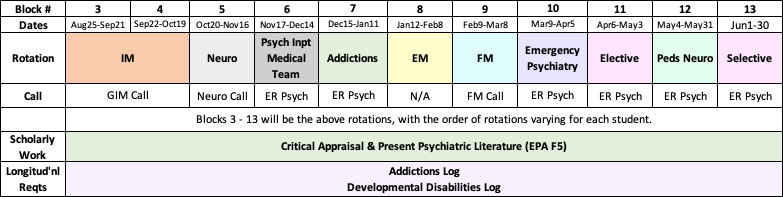 Block # 3 4 5 6 7 8 9 10 11 12 13
Dates Aug25-Sep21 Sep22-Oct19 Oct20-Nov16 Nov17-Dec14 Dec15-Jan11 Jan12-Feb8 Feb9-Mar8 Mar9-Apr5 Apr6-May3 May4-May31 Jun1-30
Rotation IM Neuro Psych Inpt Medical Team Addictions EM FM Emergency Psychiatry Elective Peds Neuro Selective
Call GIM Call Neuro Call ER Psych ER Psych N/A FM Call ER Psych ER Psych ER Psych ER Psych
Blocks 3 - 13 will be the above rotations, with the order of rotations varying for each student.
Scholarly Work Critical Appraisal & Present Psychiatric Literature (EPA F5)
Longitud'nl Reqts Addictions Log
Developmental Disabilities Log